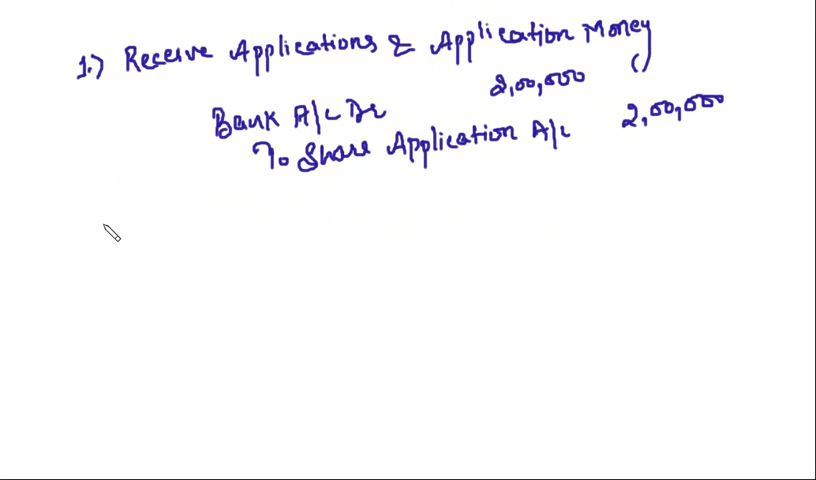 1.) Receive Applications & Application Money
Bank A/c Dr 2,00,000
To Share Application A/c 2,00,000